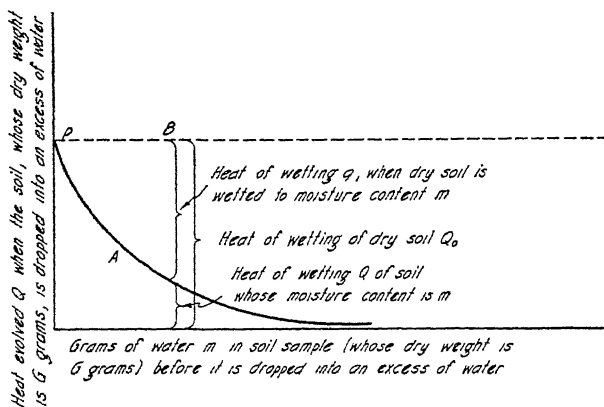 Heat evolved Q when the soil, whose dry weight
is G grams, is dropped into an excess of water
P
B
Heat of wetting q, when dry soil is
wetted to moisture content m
Heat of wetting of dry soil Q₀
A
Heat of wetting Q of soil
whose moisture content is m
Grams of water m in soil sample (whose dry weight is
G grams) before it is dropped into an excess of water